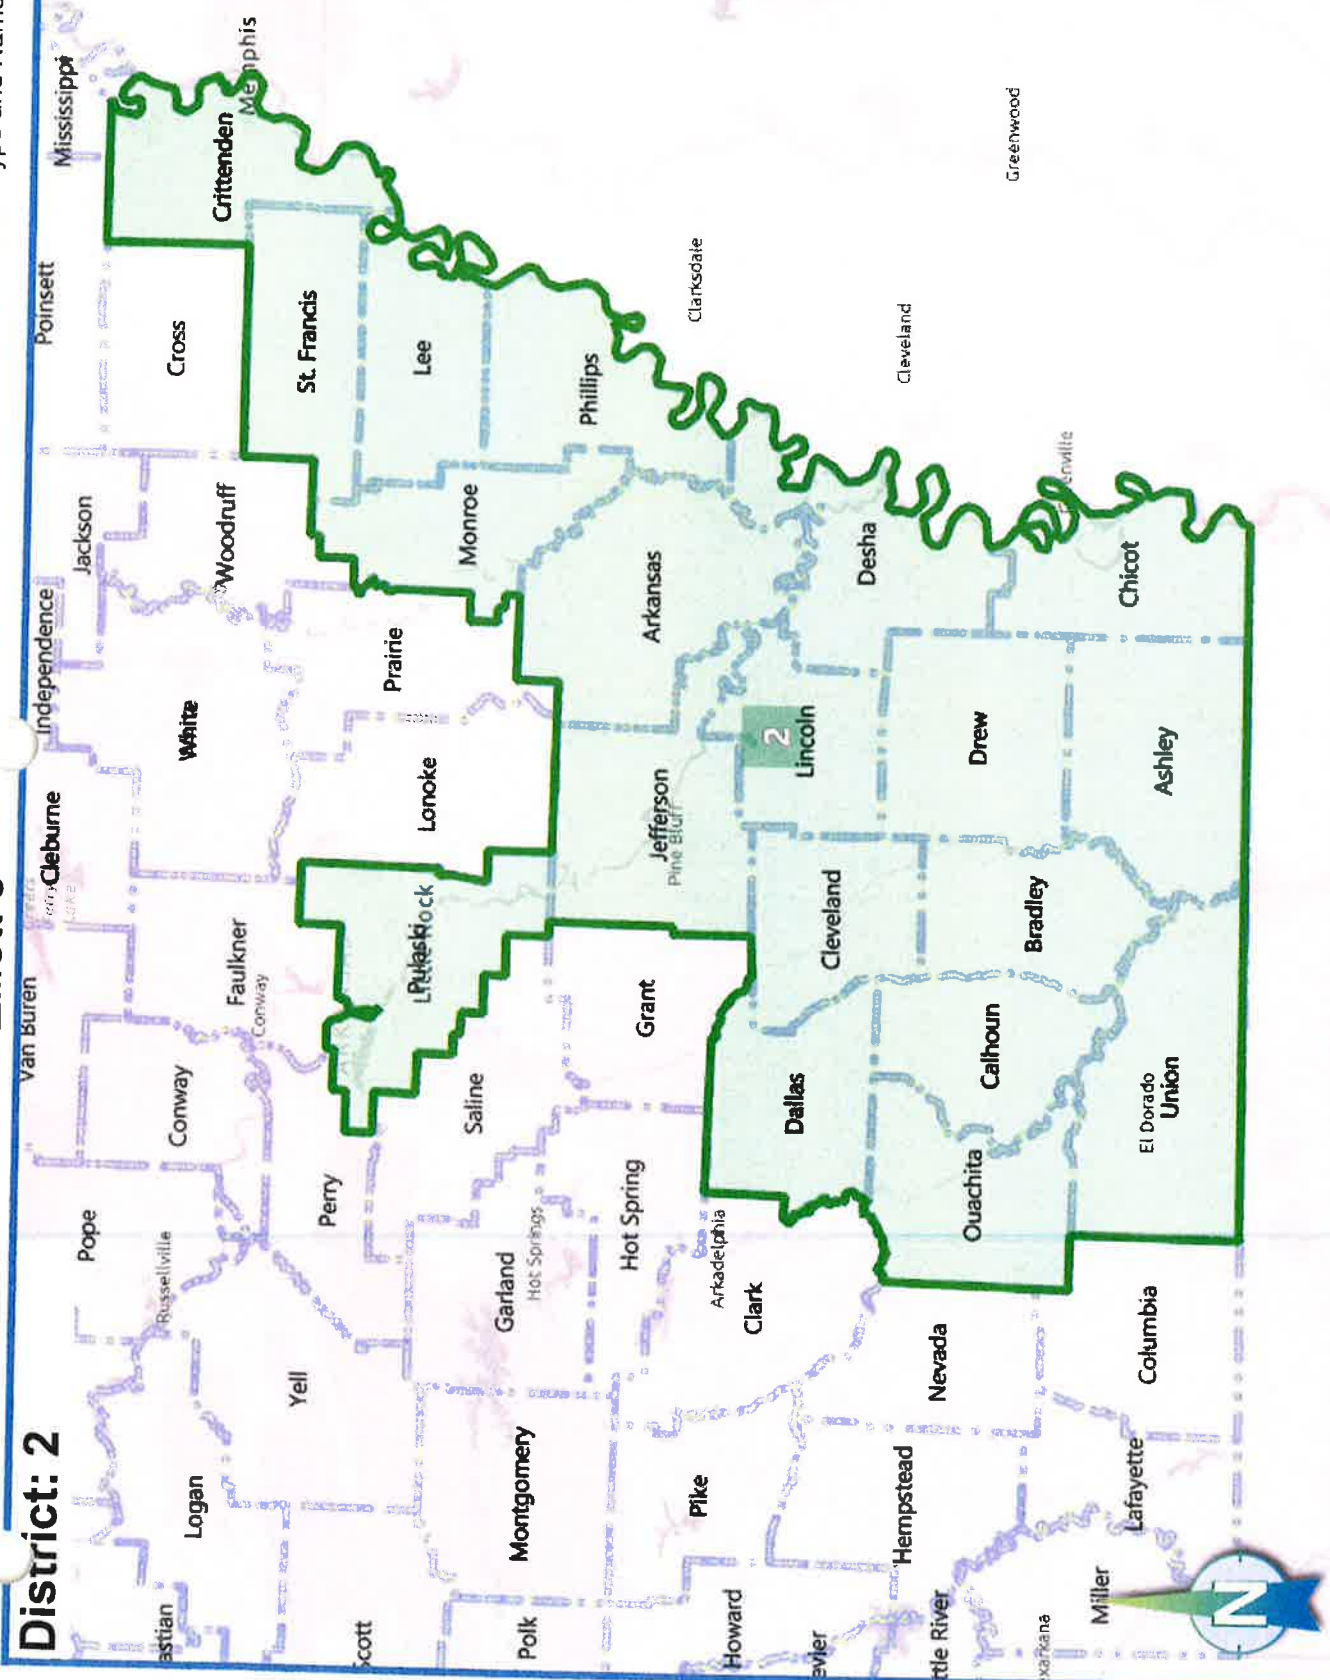 District: 2
Van Buren
Cleburne
Independence
Jackson
Poinsett
Mississippi
Pope
Conway
Faulkner
Conway
White
Woodruff
Cross
Crittenden
Memphis
Logan
Russellville
Yell
Perry
Pulaski
Little Rock
Lonoke
Prairie
Monroe
St. Francis
Lee
Scott
Polk
Montgomery
Garland
Hot Springs
Saline
Hot Spring
Grant
Jefferson
Pine Bluff
Arkansas
Phillips
Clarksdale
Howard
Pike
Clark
Arkadelphia
Dallas
Cleveland
2
Lincoln
Desha
Cleveland
Hempstead
Nevada
Ouachita
Calhoun
Bradley
Drew
Greenwood
Miller
Lafayette
Columbia
El Dorado
Union
Ashley
Chicot
N